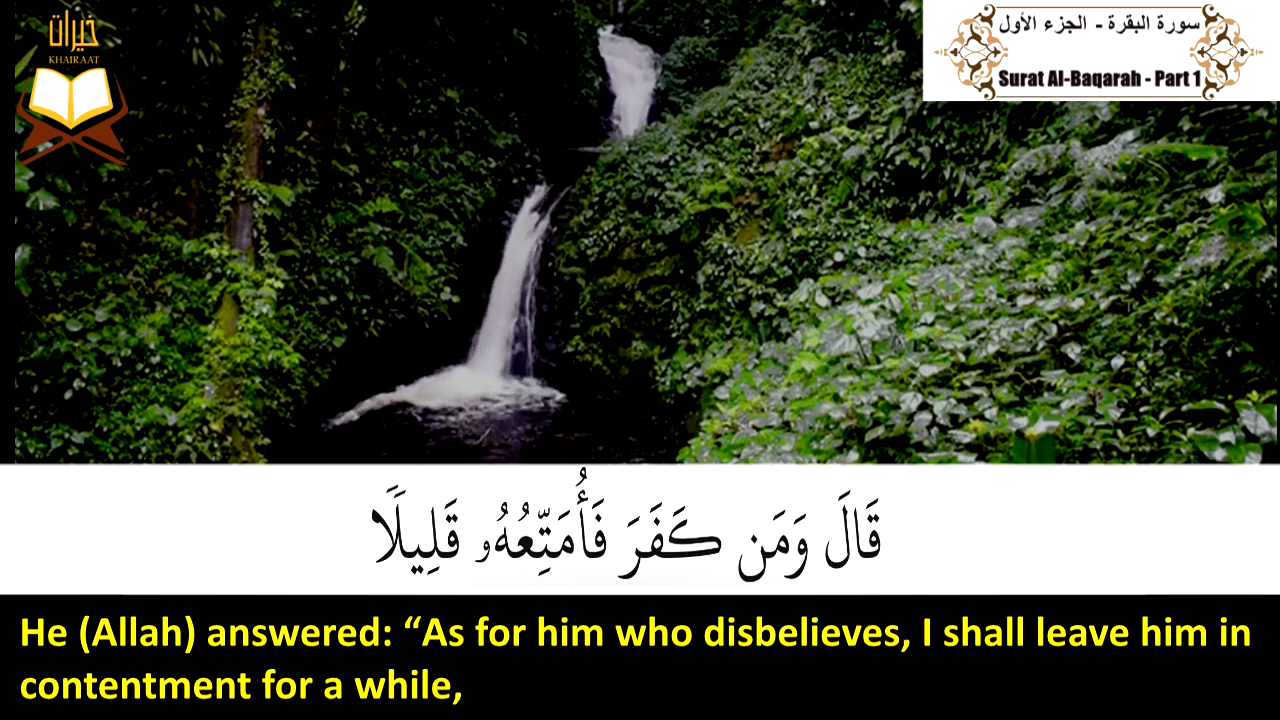 خيرات
KHAIRAAT
سورة البقرة - الجزء الأول
Surat Al-Baqarah - Part 1
قَالَ وَمَن كَفَرَ فَأُمَتِّعُهُۥ قَلِيلًا
He (Allah) answered: “As for him who disbelieves, I shall leave him in
contentment for a while,